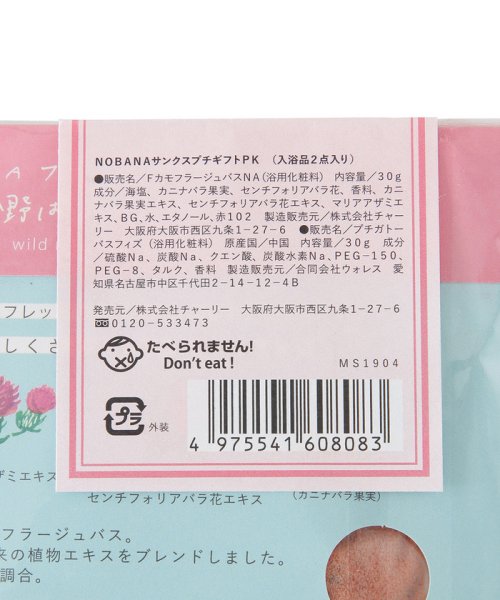 NOBANAサンクスプチギフトPK （入浴品2点入り）
●販売名／FカモフラージュバスNA（浴用化粧料） 内容量／30g
成分／海塩、カニナバラ果実、センチフォリアバラ花、香料、カニ
ナバラ果実エキス、センチフォリアバラ花エキス、マリアアザミエ
キス、BG、水、エタノール、赤102 製造販売元／株式会社チャー
リー 大阪府大阪市西区九条1-27-6 ●販売名／プチガトー
バスフィズ（浴用化粧料） 原産国／中国 内容量／30g 成分
／硫酸Na、炭酸Na、クエン酸、炭酸水素Na、PEG-150、
PEG-8、タルク、香料 製造販売元／合同会社ウォレス 愛
知県名古屋市中区千代田2-14-12-4B
発売元／株式会社チャーリー 大阪府大阪市西区九条1-27-6
0120-533473
たべられません!
Don't eat!
MS1904
プラ
外装
4 975541 608083
野は
wild
フレッ
しくさ
ザミエキス
センチフォリアバラ花エキス
（カニナバラ果実）
フラージュバス。
来の植物エキスをブレンドしました。
調合。